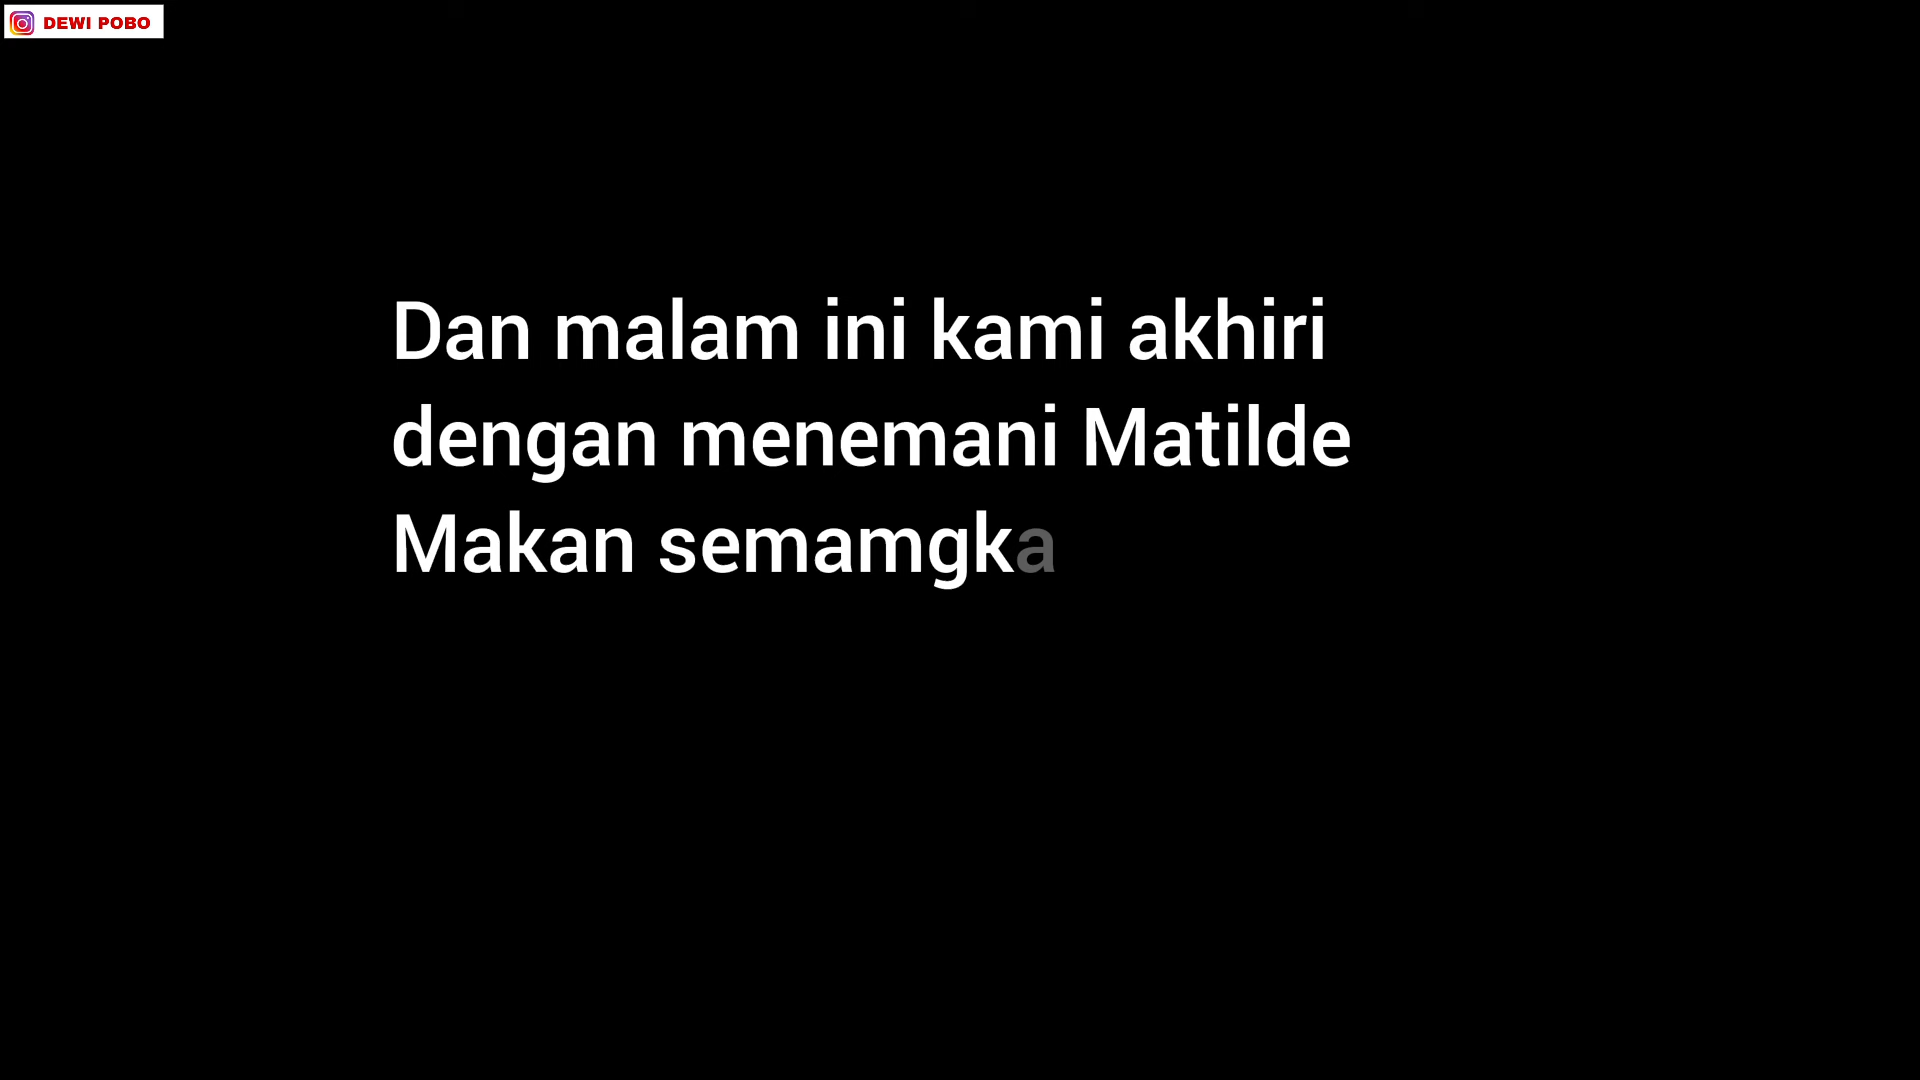 DEWI POBO
Dan malam ini kami akhiri
dengan menemani Matilde
Makan semamgka